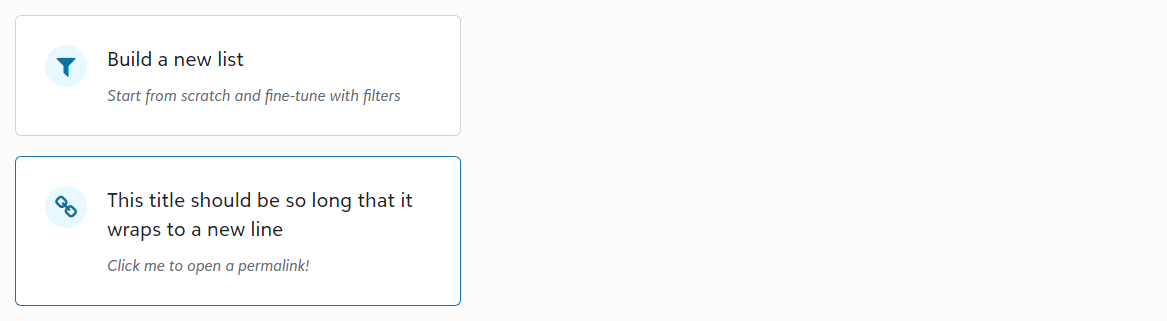 Build a new list
Start from scratch and fine-tune with filters
This title should be so long that it
wraps to a new line
Click me to open a permalink!